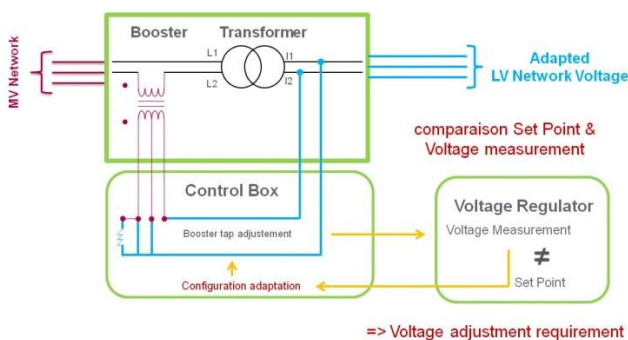 Booster
Transformer
MV Network
L1
L2
I1
I2
Adapted
LV Network Voltage
comparaison Set Point &
Voltage measurement
Control Box
Booster tap adjustement
Configuration adaptation
Voltage Regulator
Voltage Measurement
≠
Set Point
=> Voltage adjustment requirement